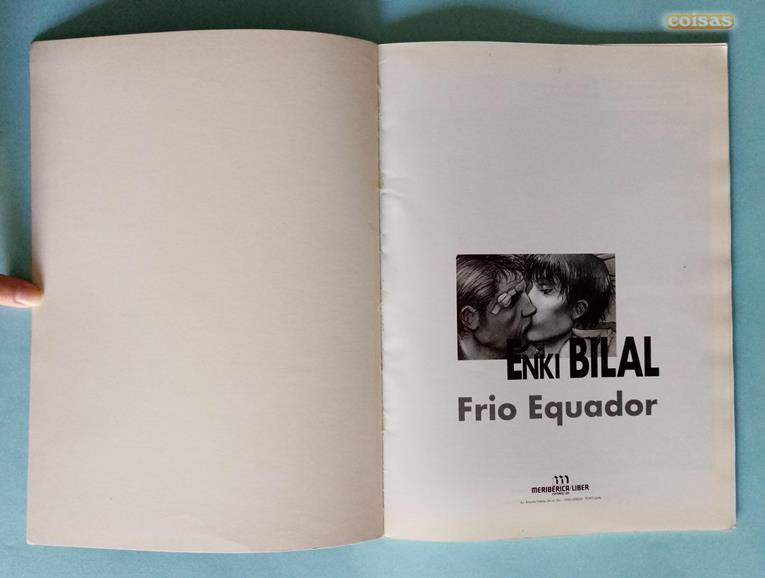 coisas
ENKI BILAL
Frio Equador
MERIBÉRICA/LIBER